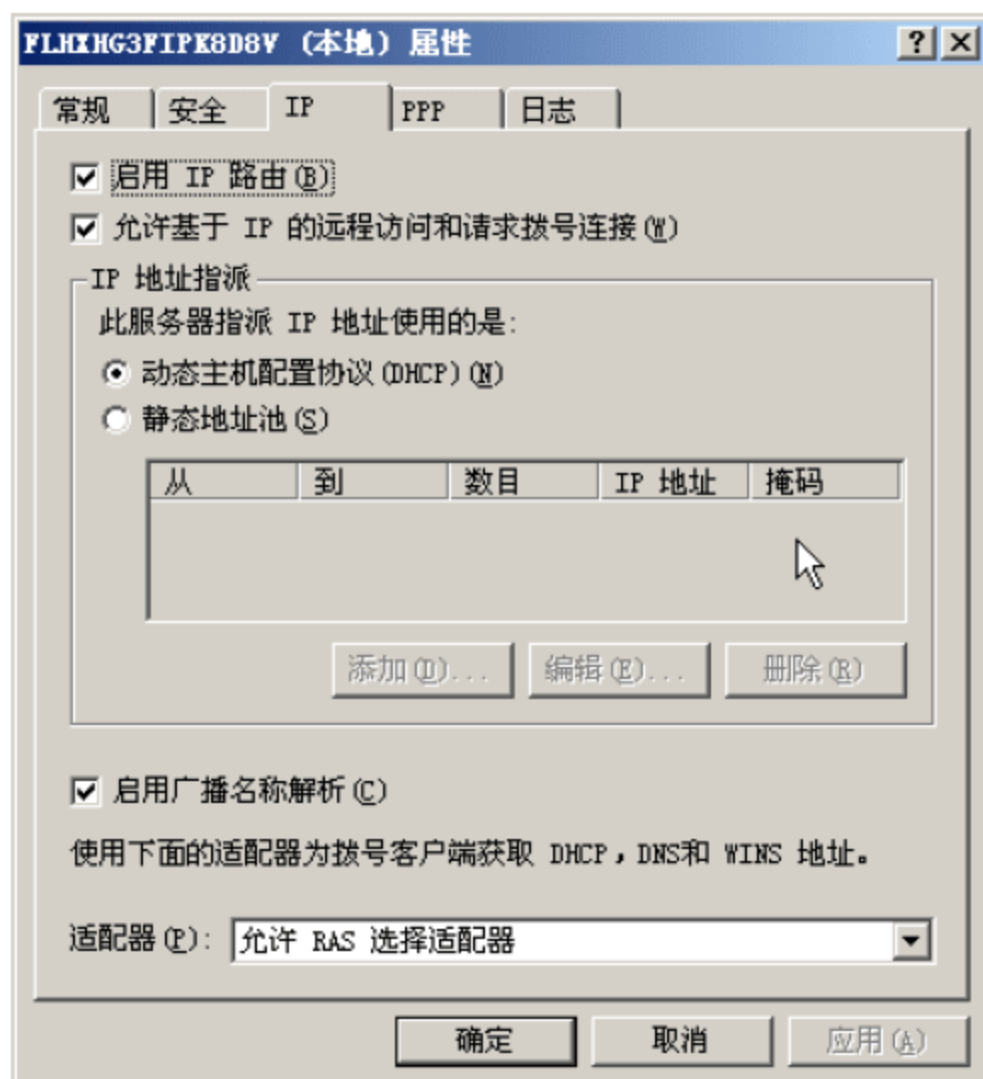 FLHXHG3FIPK8D8V (本地) 属性
常规 安全 IP PPP 日志
启用 IP 路由(B)
允许基于 IP 的远程访问和请求拨号连接(W)
IP 地址指派
此服务器指派 IP 地址使用的是:
动态主机配置协议(DHCP)(N)
静态地址池(S)
从 到 数目 IP 地址 掩码
添加(D)... 编辑(E)... 删除(R)
启用广播名称解析(C)
使用下面的适配器为拨号客户端获取 DHCP，DNS和 WINS 地址。
适配器(P): 允许 RAS 选择适配器
确定 取消 应用(A)